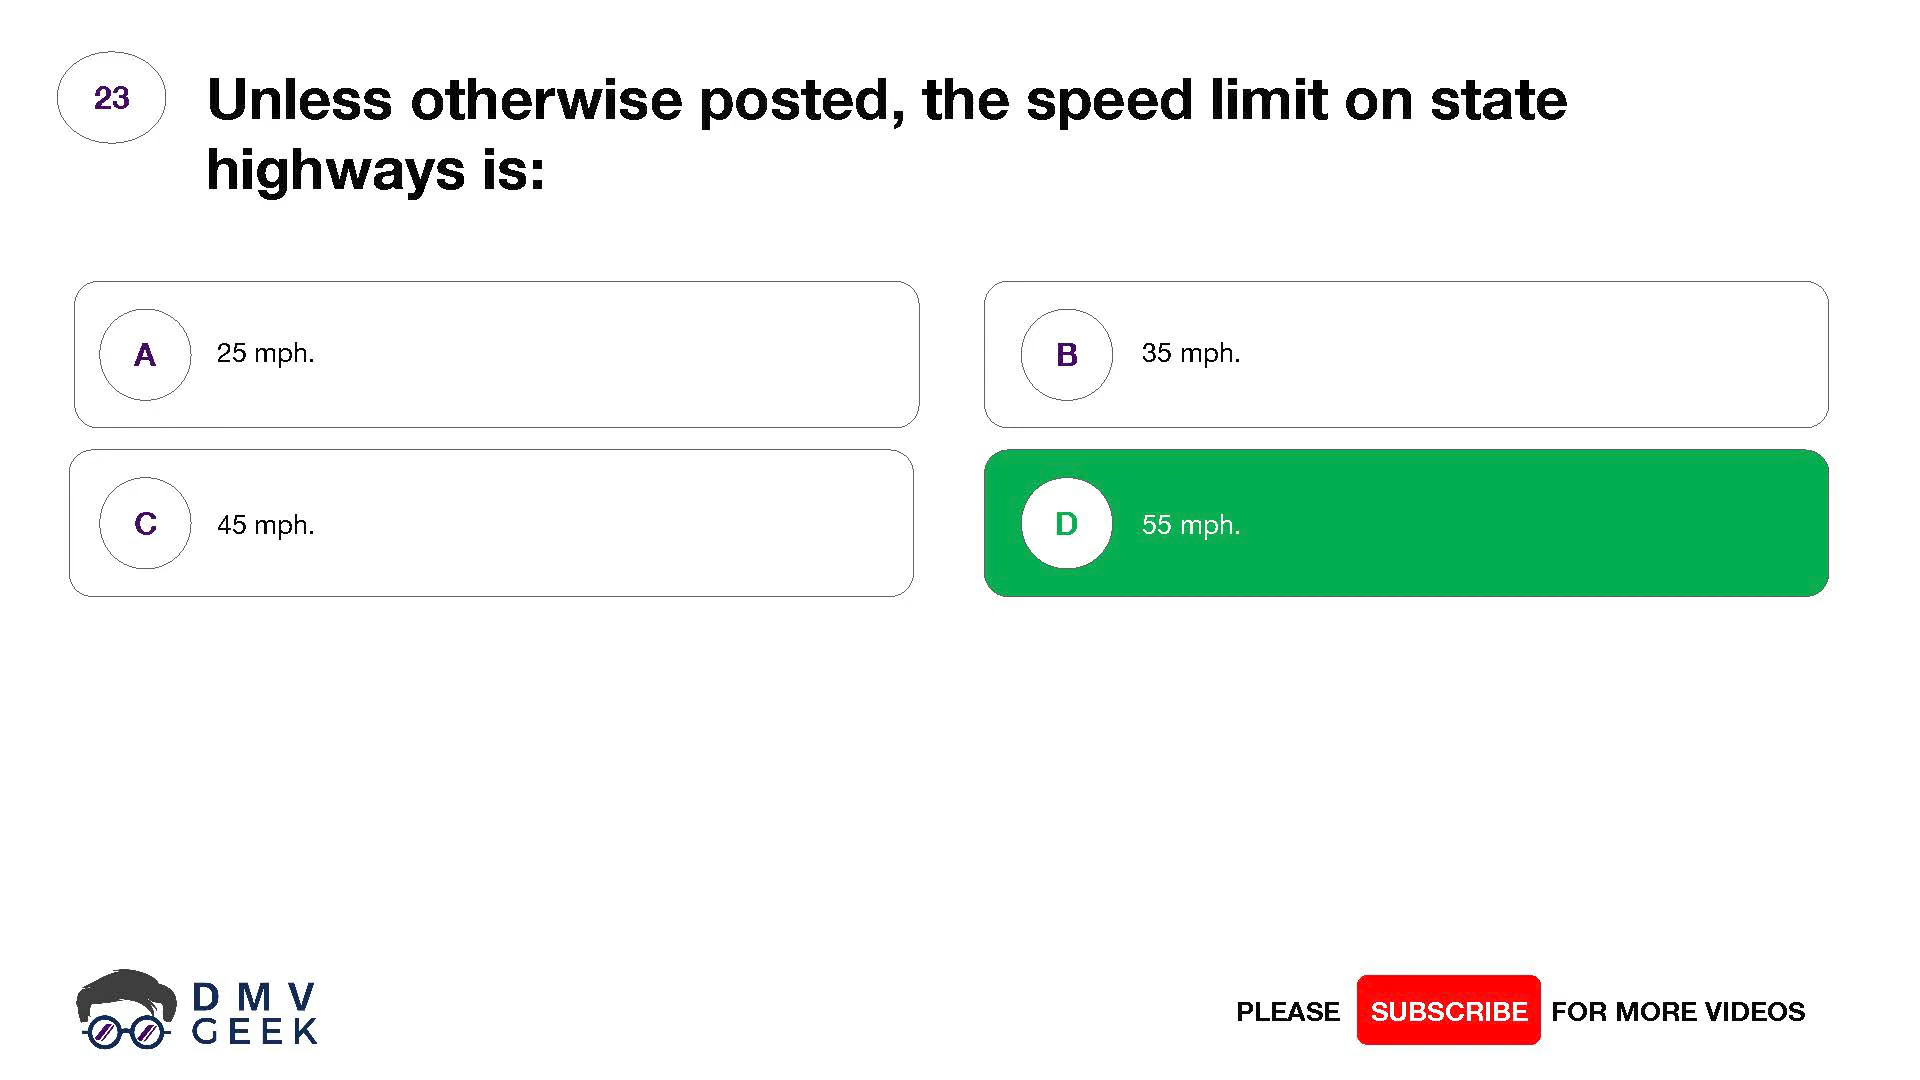 23
Unless otherwise posted, the speed limit on state
highways is:
A 25 mph.
B 35 mph.
C 45 mph.
D 55 mph.
DMV
GEEK
PLEASE SUBSCRIBE FOR MORE VIDEOS